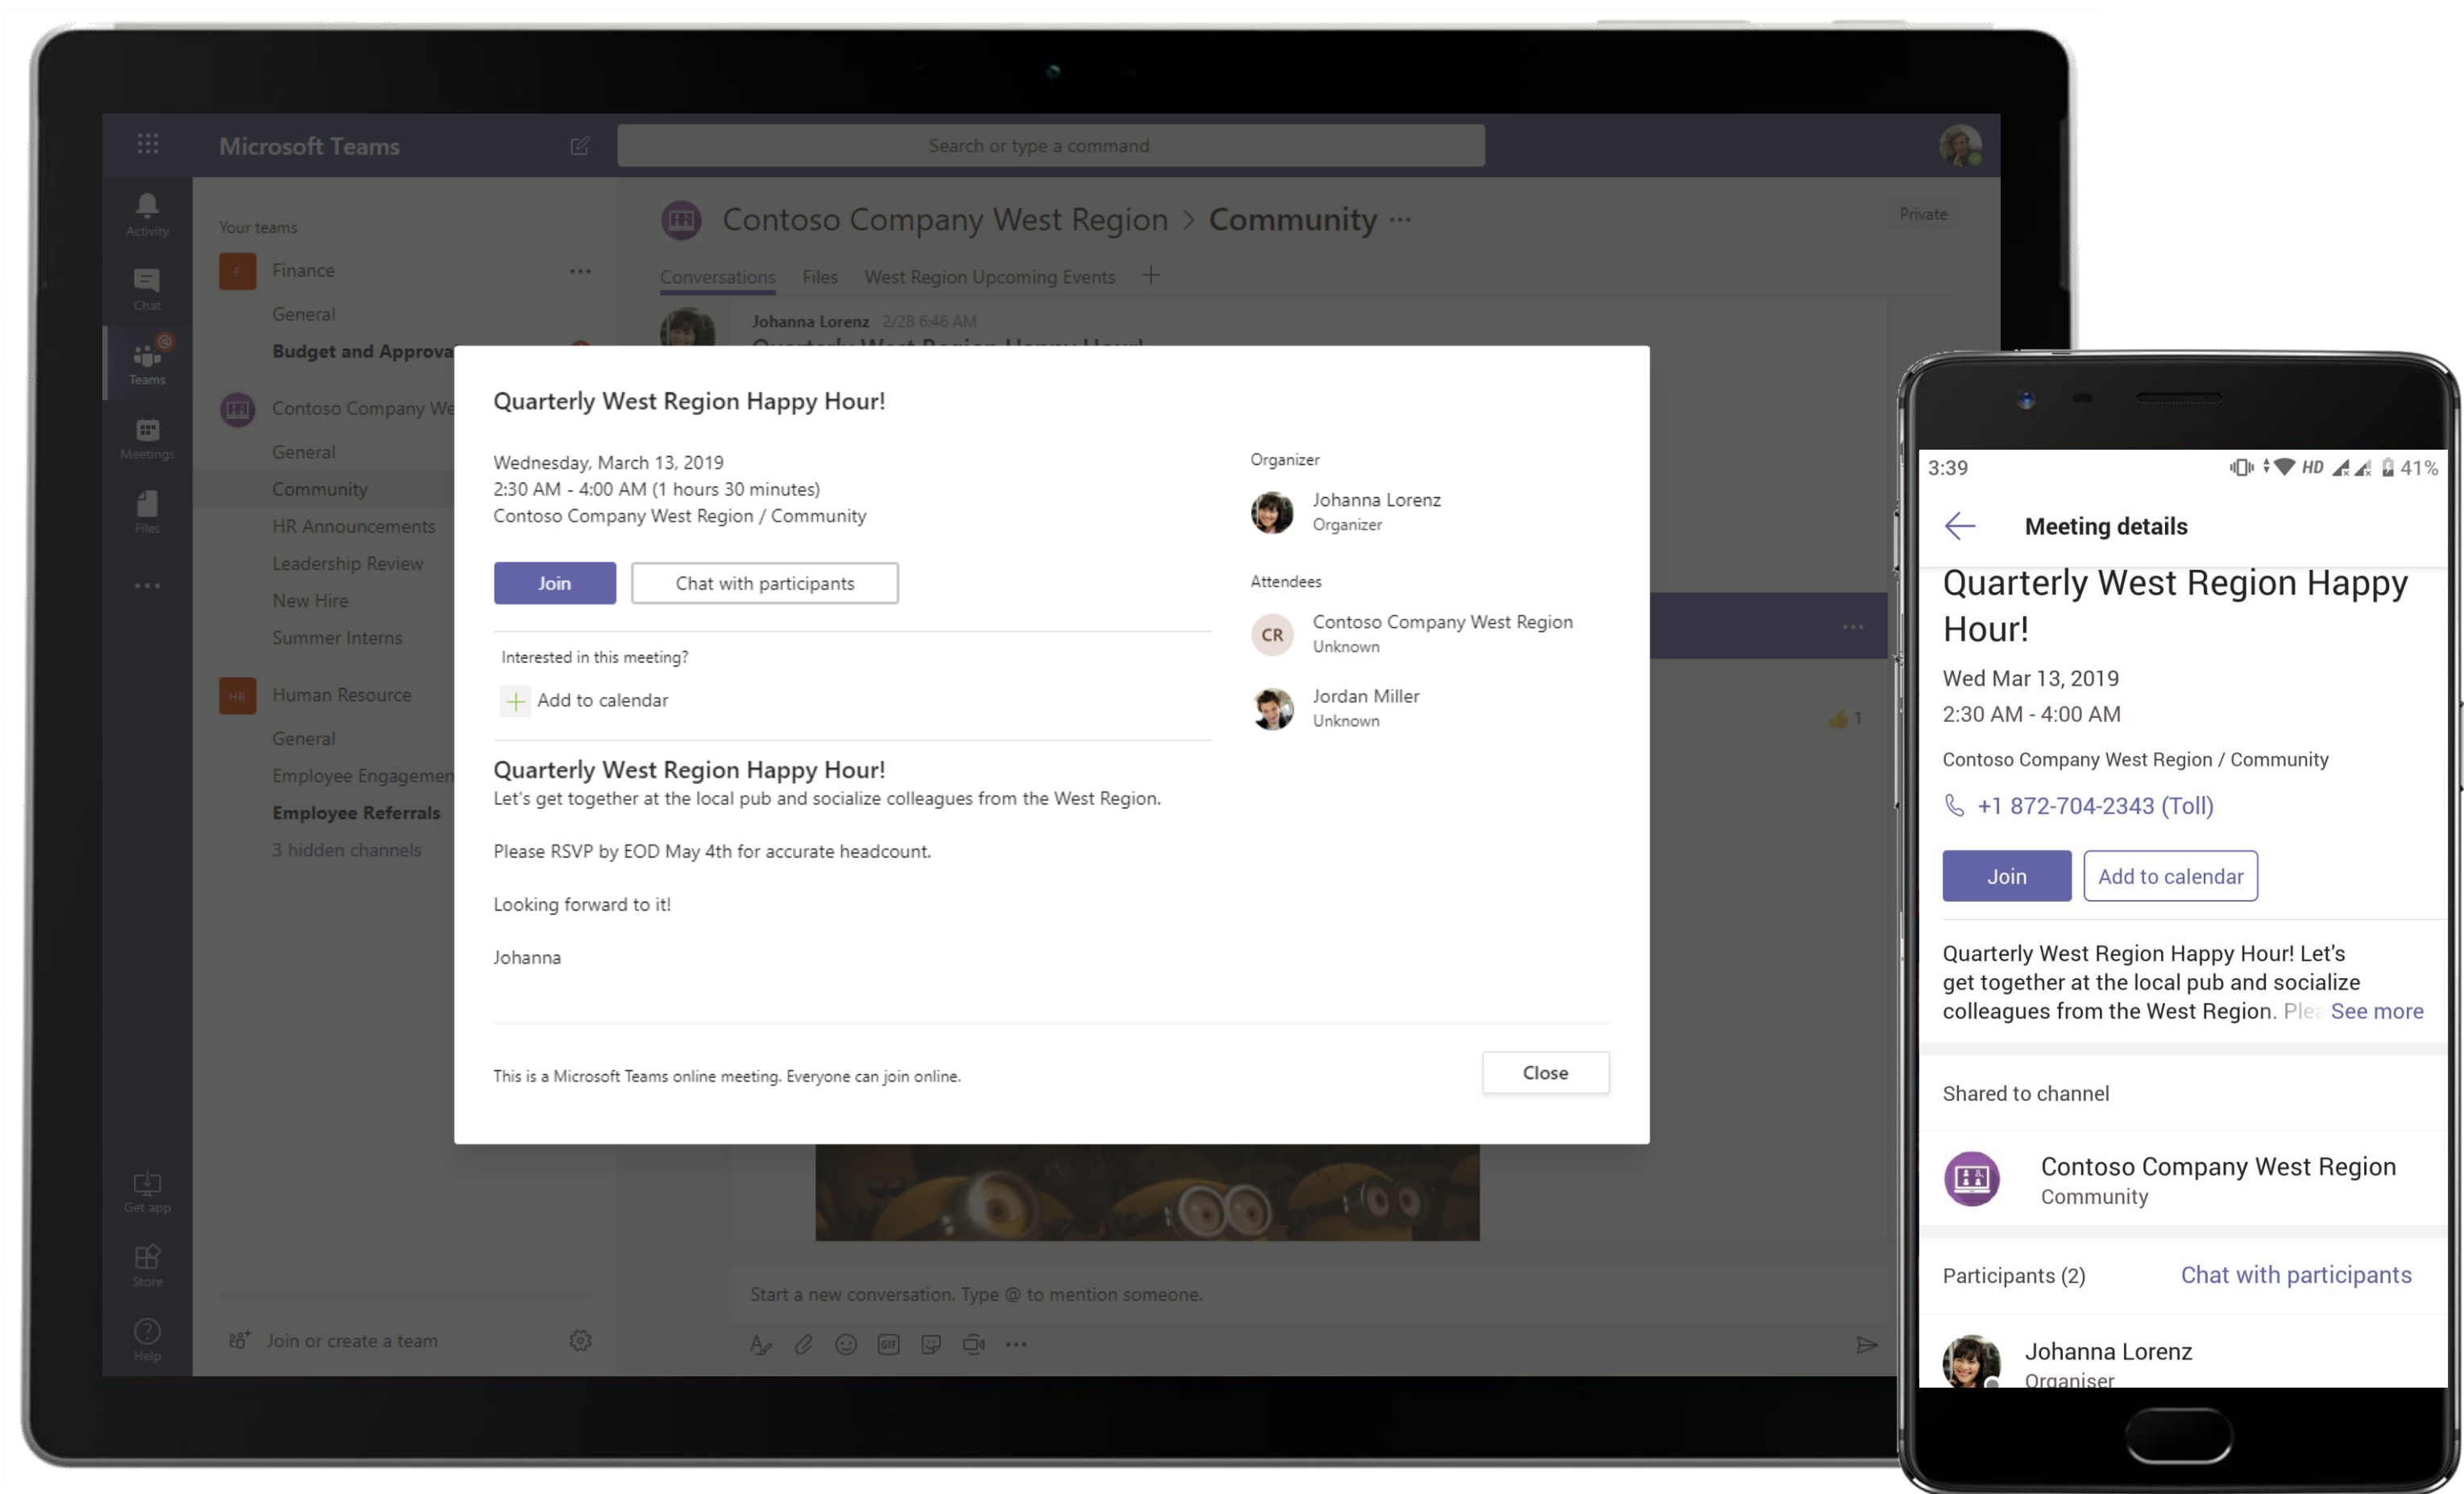 Microsoft Teams
Search or type a command
Activity
Chat
Teams
Meetings
Files
Get app
Store
Help
Your teams
F
Finance
General
Budget and Approva
Contoso Company We
General
Community
HR Announcements
Leadership Review
New Hire
Summer Interns
HR
Human Resource
General
Employee Engagemen
Employee Referrals
3 hidden channels
Join or create a team
Contoso Company West Region > Community ...
Private
Conversations Files West Region Upcoming Events +
Johanna Lorenz 2/28 6:46 AM
Quarterly West Region Happy Hour!
1
Quarterly West Region Happy Hour!
Wednesday, March 13, 2019
2:30 AM - 4:00 AM (1 hours 30 minutes)
Contoso Company West Region / Community
Join
Chat with participants
Interested in this meeting?
Add to calendar
Quarterly West Region Happy Hour!
Let's get together at the local pub and socialize colleagues from the West Region.
Please RSVP by EOD May 4th for accurate headcount.
Looking forward to it!
Johanna
This is a Microsoft Teams online meeting. Everyone can join online.
Organizer
Johanna Lorenz
Organizer
Attendees
CR
Contoso Company West Region
Unknown
Jordan Miller
Unknown
Close
Start a new conversation. Type @ to mention someone.
GIF
3:39 HD 41%
Meeting details
Quarterly West Region Happy
Hour!
Wed Mar 13, 2019
2:30 AM - 4:00 AM
Contoso Company West Region / Community
+1 872-704-2343 (Toll)
Join
Add to calendar
Quarterly West Region Happy Hour! Let's
get together at the local pub and socialize
colleagues from the West Region. Plea See more
Shared to channel
Contoso Company West Region
Community
Participants (2)
Chat with participants
Johanna Lorenz
Organiser